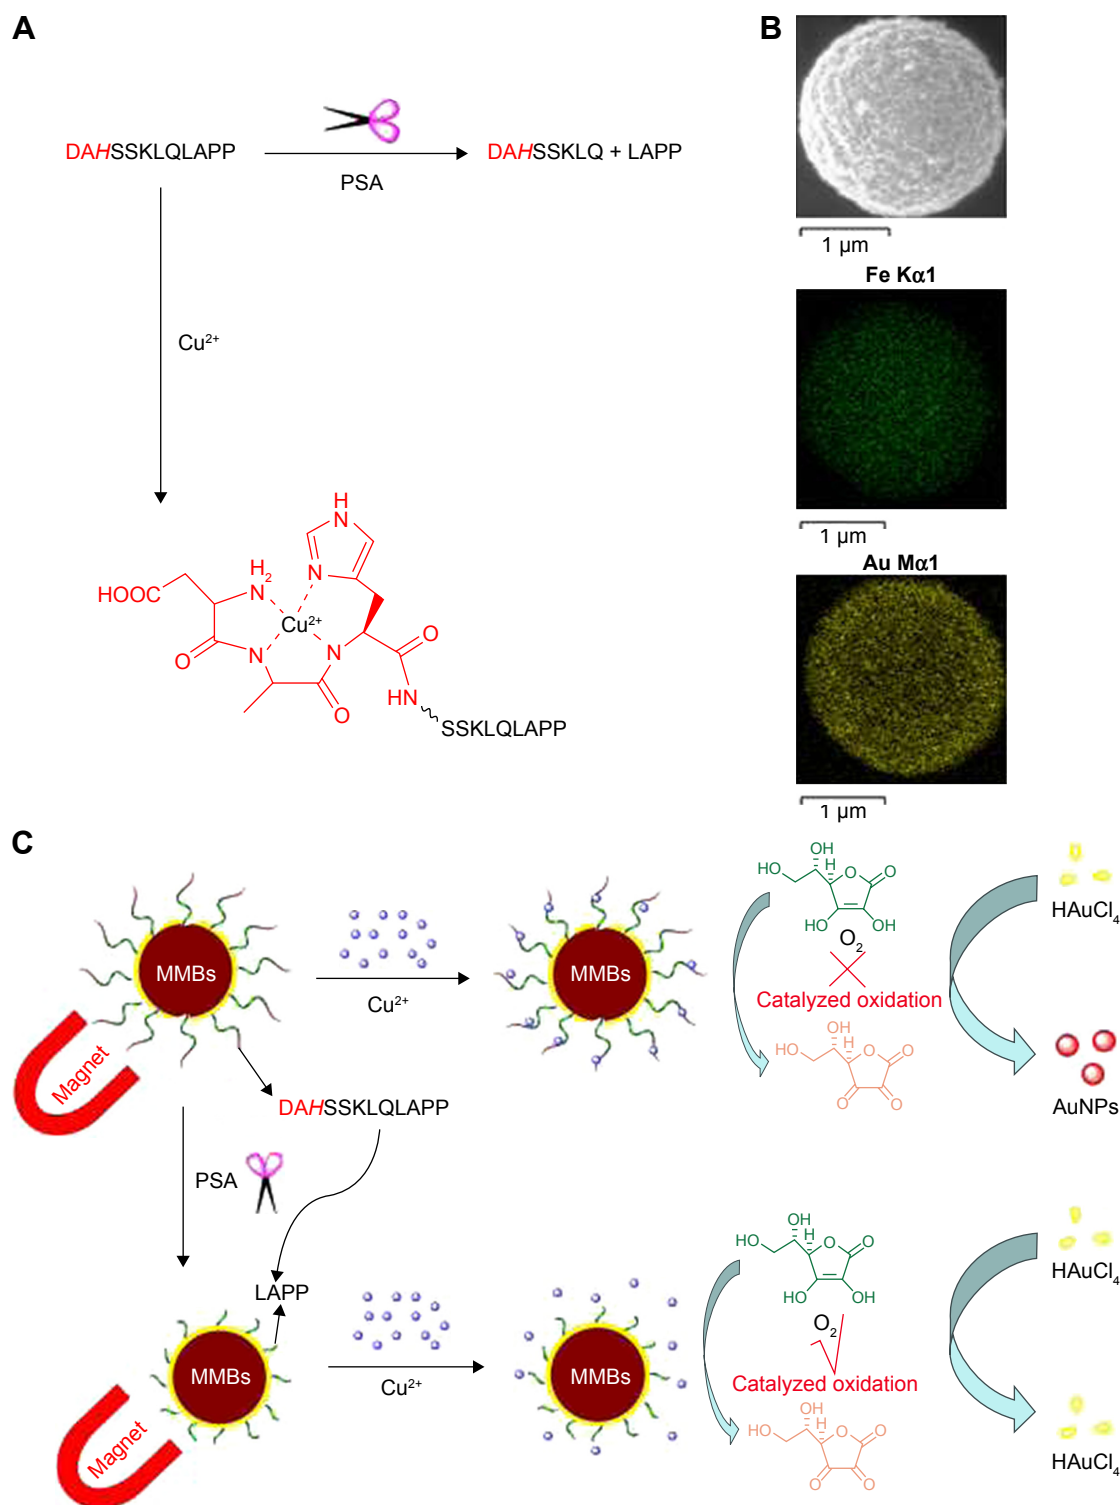 A
DAHSSKLQLAPP
PSA
DAHSSKLQ + LAPP
Cu²⁺
H
N
N
H₂
N
HOOC
Cu²⁺
O
N
N
O
O
HN
SSKLQLAPP
B
1 µm
Fe Kα1
1 µm
Au Mα1
1 µm
C
MMBs
Magnet
Cu²⁺
MMBs
OH
HO
H
O
O
HO
OH
O₂
Catalyzed oxidation
OH
HO
H
O
O
O
O
HAuCl₄
AuNPs
DAHSSKLQLAPP
PSA
LAPP
MMBs
Magnet
Cu²⁺
MMBs
OH
HO
H
O
O
HO
OH
O₂
Catalyzed oxidation
OH
HO
H
O
O
O
O
HAuCl₄
HAuCl₄